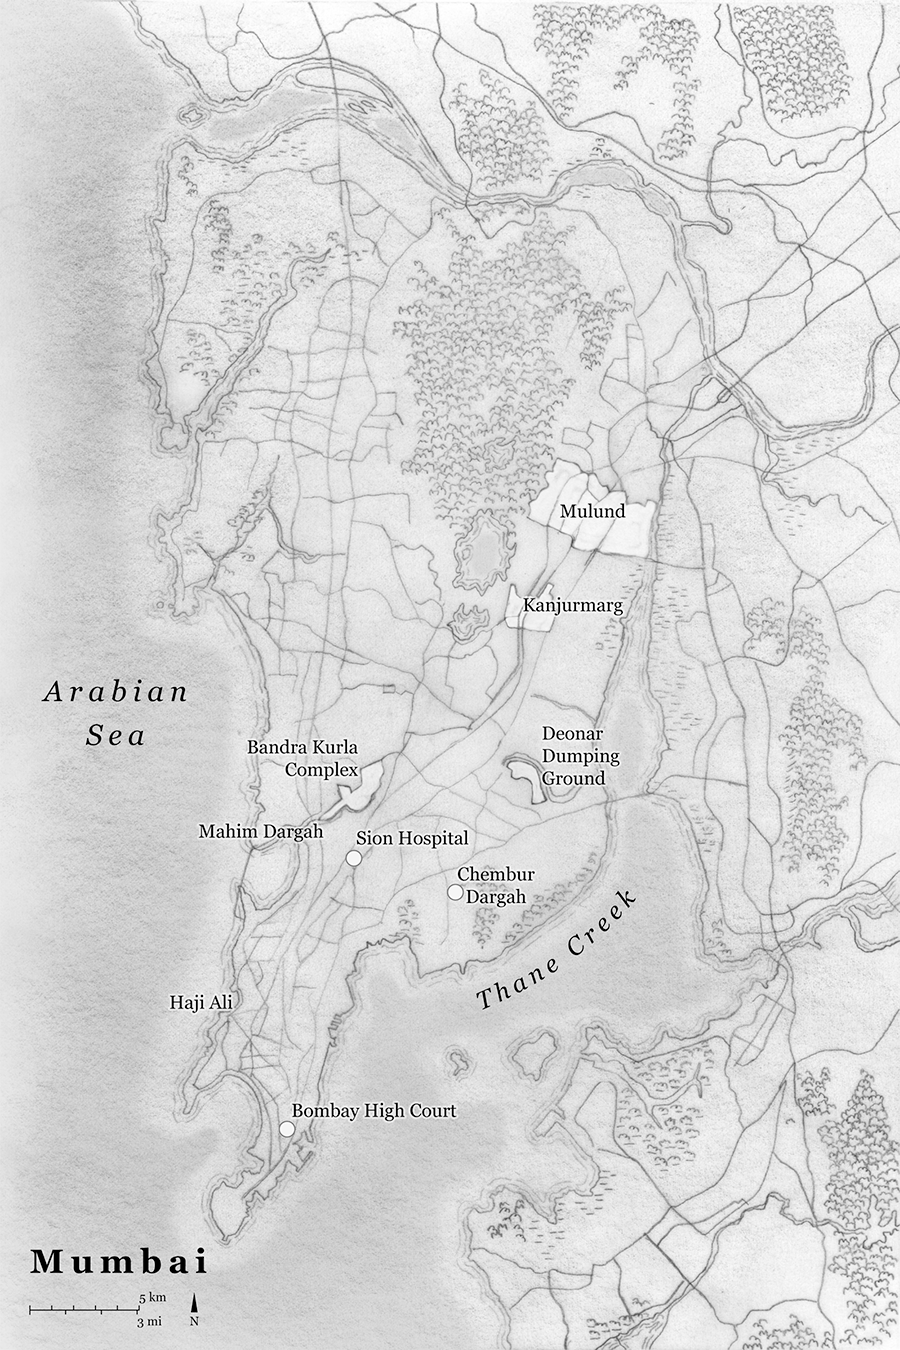 Mulund
Kanjurmarg
Arabian
Sea
Deonar
Dumping
Ground
Bandra Kurla
Complex
Mahim Dargah
Sion Hospital
Chembur
Dargah
Thane Creek
Haji Ali
Bombay High Court
Mumbai
5 km
3 mi
N